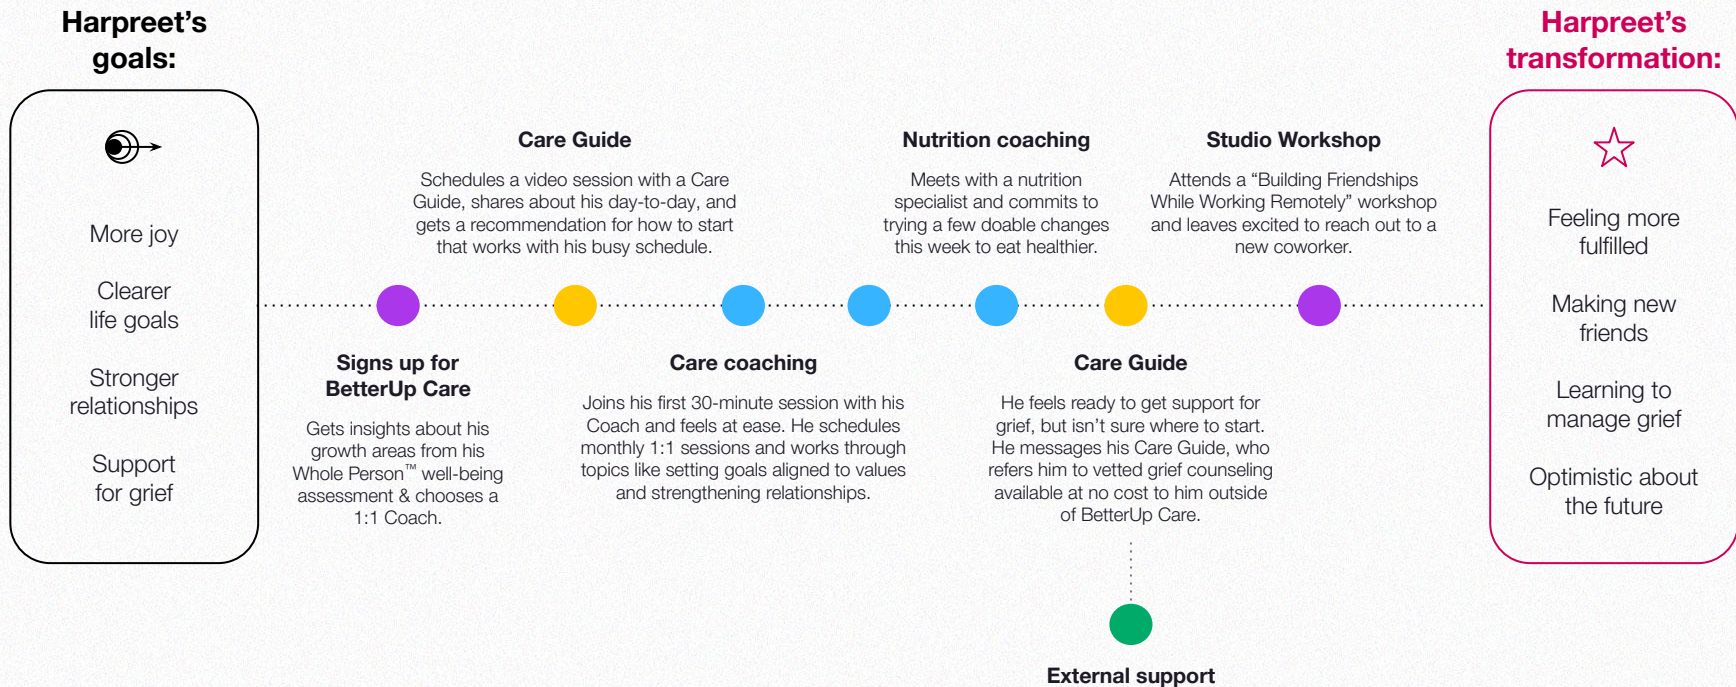 Harpreet’s
goals:
More joy
Clearer
life goals
Stronger
relationships
Support
for grief
Signs up for
BetterUp Care
Gets insights about his
growth areas from his
Whole Person™ well-being
assessment & chooses a
1:1 Coach.
Care Guide
Schedules a video session with a Care
Guide, shares about his day-to-day, and
gets a recommendation for how to start
that works with his busy schedule.
Care coaching
Joins his first 30-minute session with his
Coach and feels at ease. He schedules
monthly 1:1 sessions and works through
topics like setting goals aligned to values
and strengthening relationships.
Nutrition coaching
Meets with a nutrition
specialist and commits to
trying a few doable changes
this week to eat healthier.
Care Guide
He feels ready to get support for
grief, but isn’t sure where to start.
He messages his Care Guide, who
refers him to vetted grief counseling
available at no cost to him outside
of BetterUp Care.
External support
Studio Workshop
Attends a “Building Friendships
While Working Remotely” workshop
and leaves excited to reach out to a
new coworker.
Harpreet’s
transformation:
Feeling more
fulfilled
Making new
friends
Learning to
manage grief
Optimistic about
the future